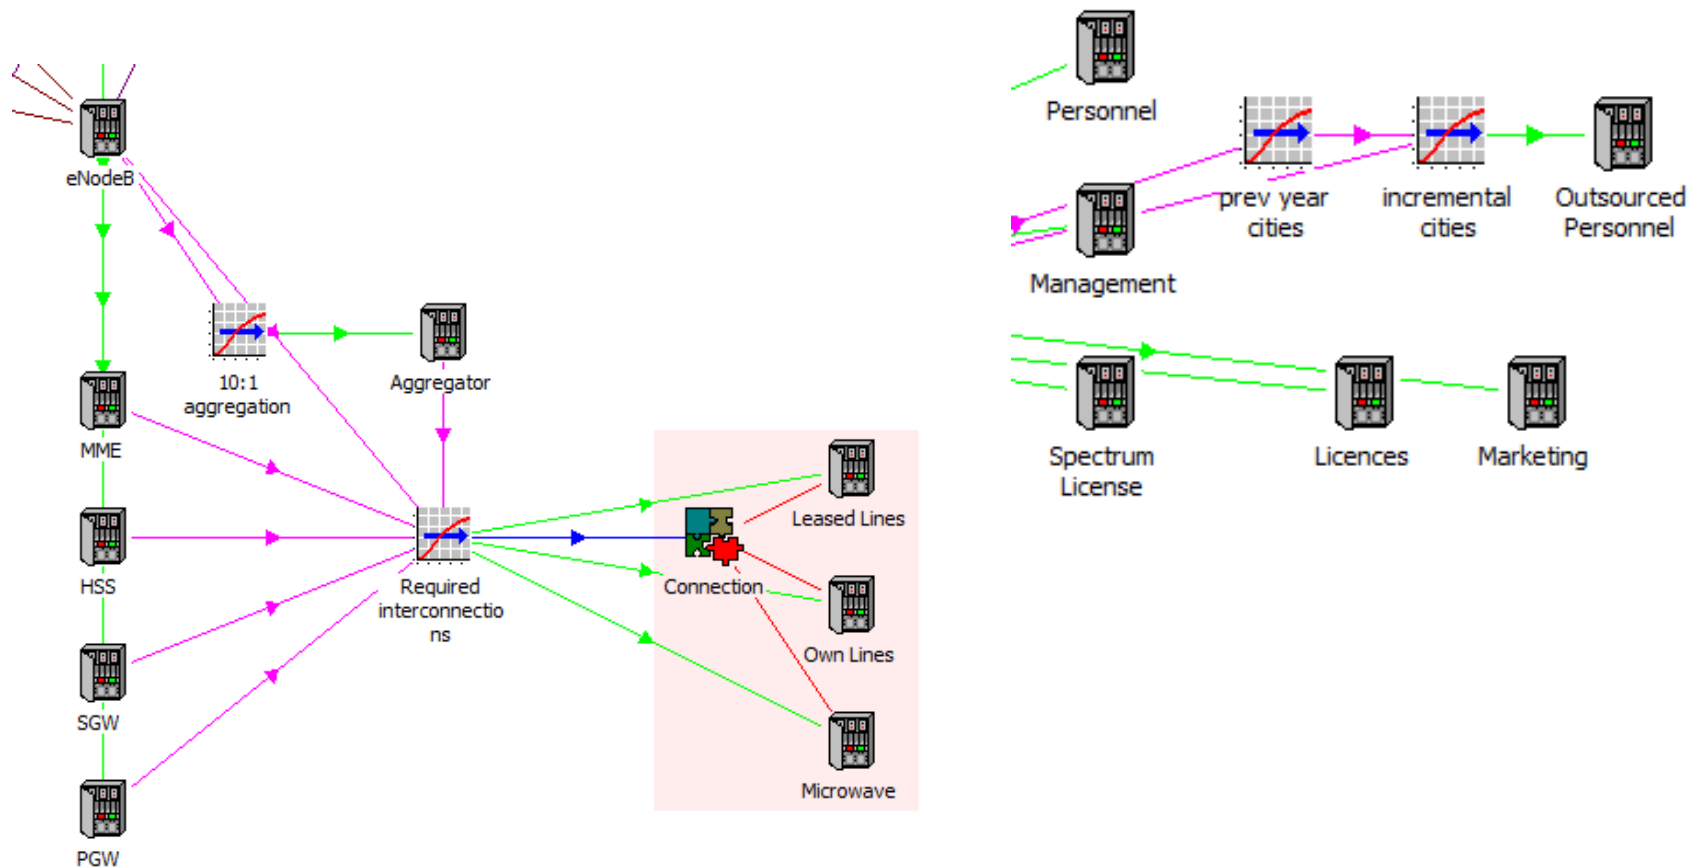 eNodeB
10:1
aggregation
Aggregator
MME
HSS
Required
interconnectio
ns
SGW
PGW
Leased Lines
Connection
Own Lines
Microwave
Personnel
prev year
cities
incremental
cities
Outsourced
Personnel
Management
Spectrum
License
Licences
Marketing